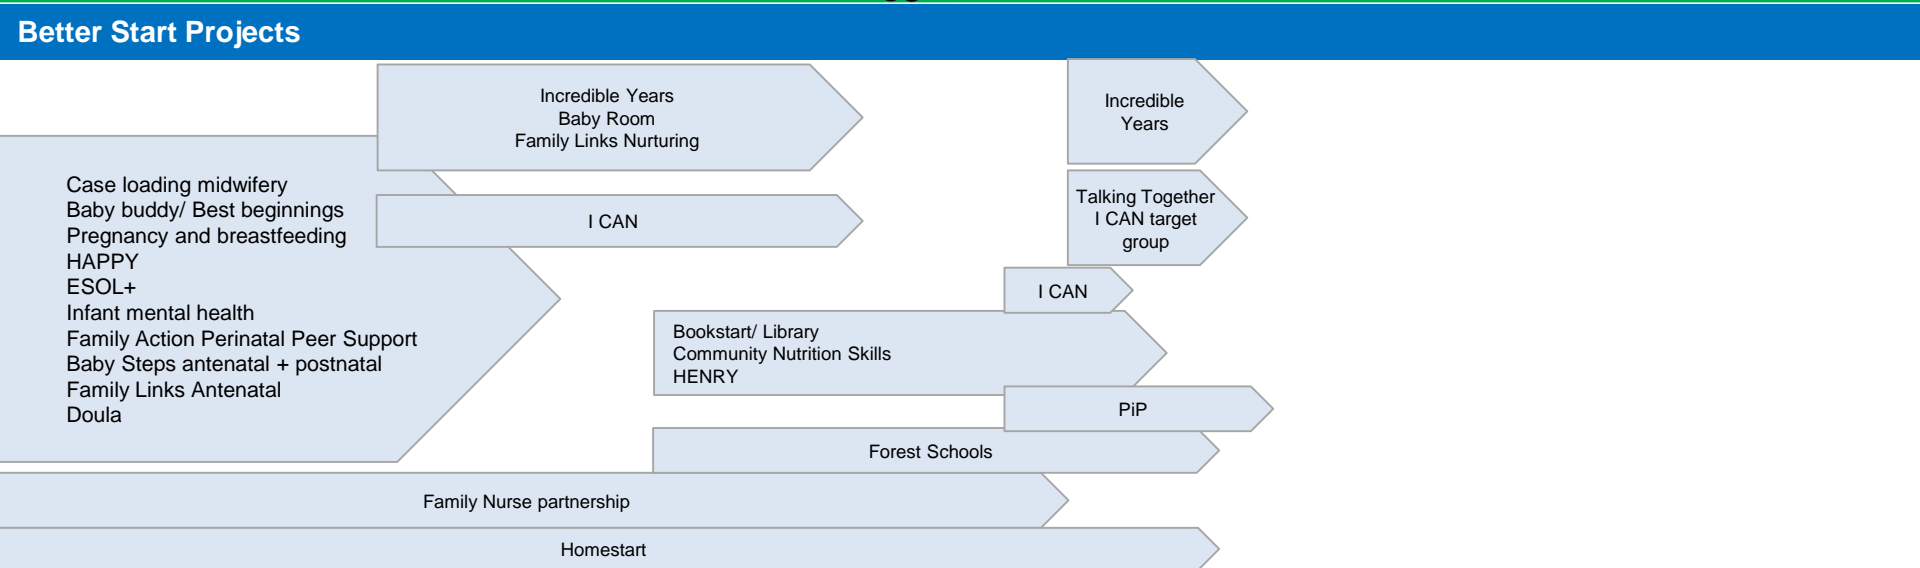 Better Start Projects
Incredible Years
Baby Room
Family Links Nurturing
Incredible
Years
Case loading midwifery
Baby buddy/ Best beginnings
Pregnancy and breastfeeding
HAPPY
ESOL+
Infant mental health
Family Action Perinatal Peer Support
Baby Steps antenatal + postnatal
Family Links Antenatal
Doula
I CAN
Talking Together
I CAN target
group
I CAN
Bookstart/ Library
Community Nutrition Skills
HENRY
PiP
Forest Schools
Family Nurse partnership
Homestart